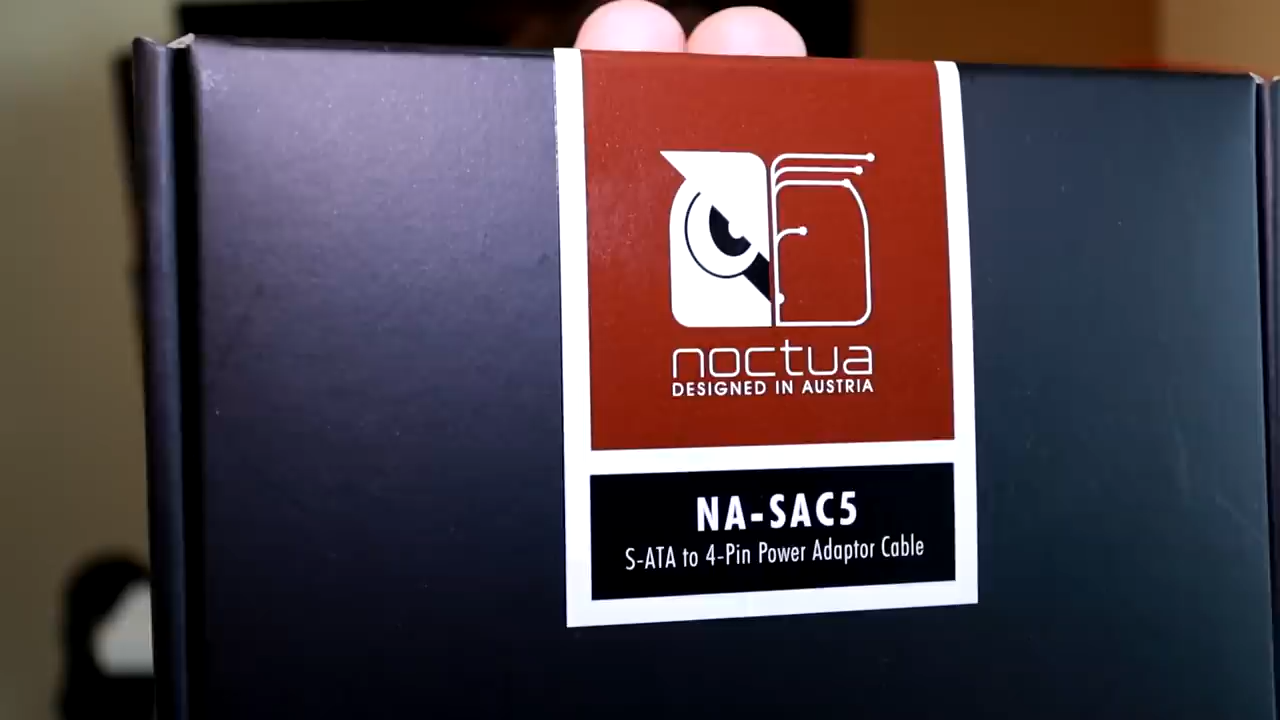 noctua
DESIGNED IN AUSTRIA
NA-SAC5
S-ATA to 4-Pin Power Adaptor Cable